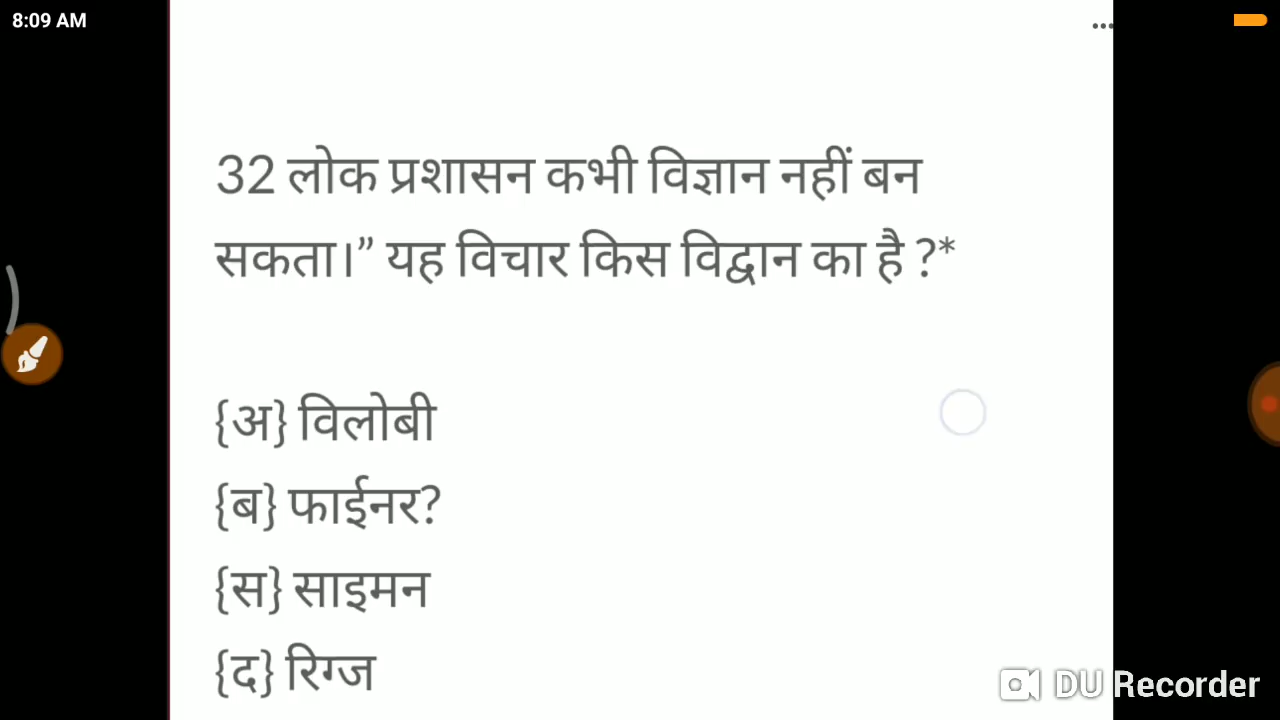 8:09 AM
32 लोक प्रशासन कभी विज्ञान नहीं बन
सकता।” यह विचार किस विद्वान का है ?*
{अ} विलोबी
{ब} फाईनर?
{स} साइमन
{द} रिग्ज
DU Recorder